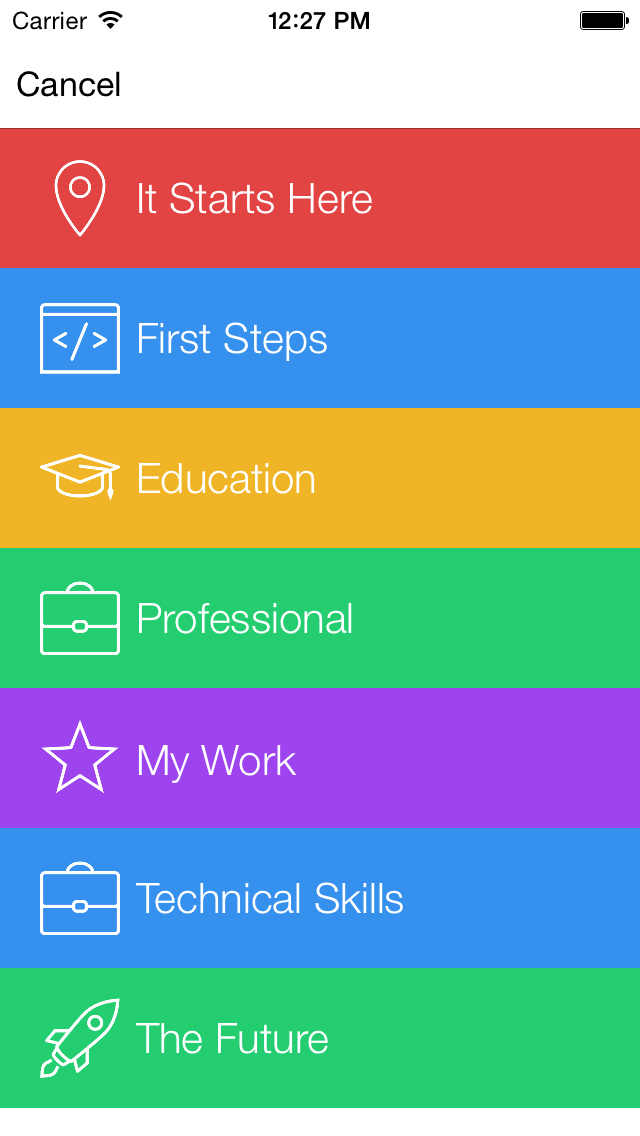 Carrier 12:27 PM
Cancel
It Starts Here
</> First Steps
Education
Professional
My Work
Technical Skills
The Future